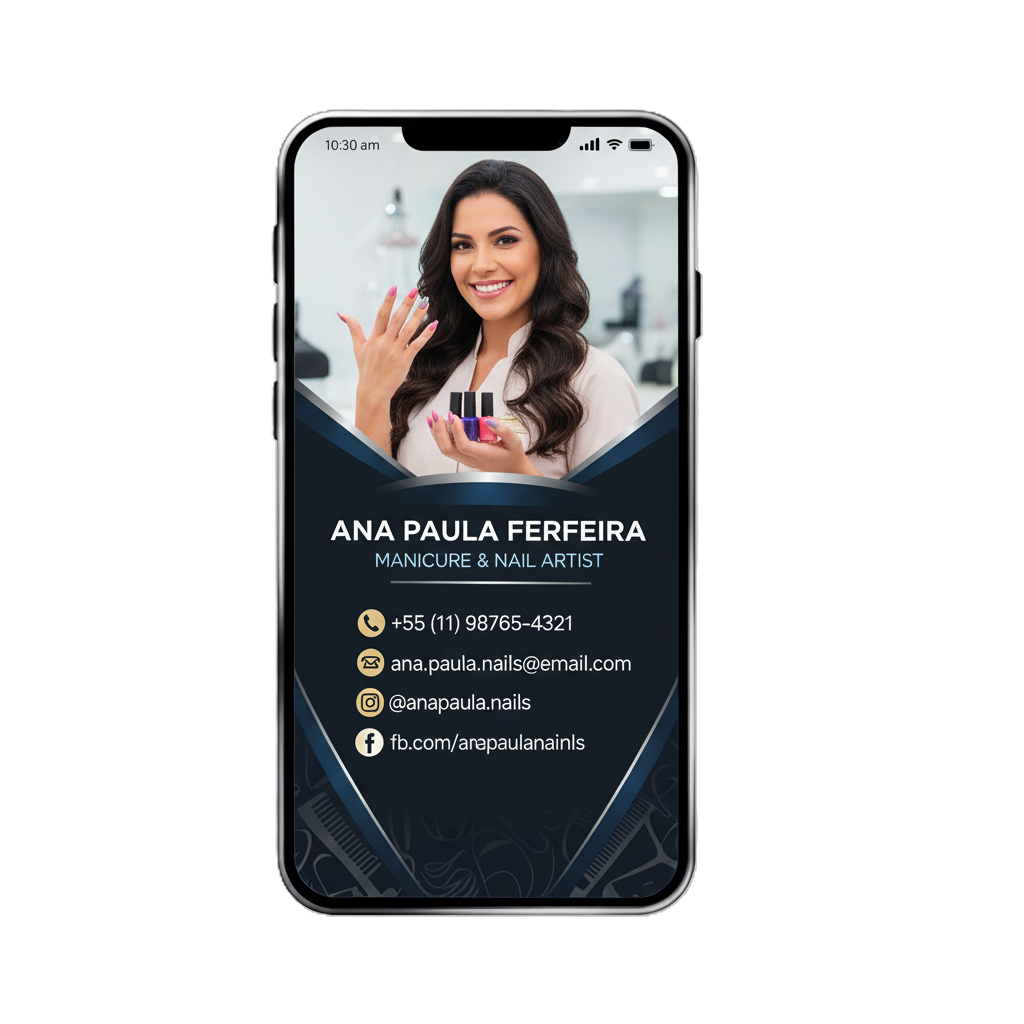 10:30 am
ANA PAULA FERFEIRA
MANICURE & NAIL ARTIST
+55 (11) 98765-4321
ana.paula.nails@email.com
@anapaula.nails
fb.com/anapaulanainls